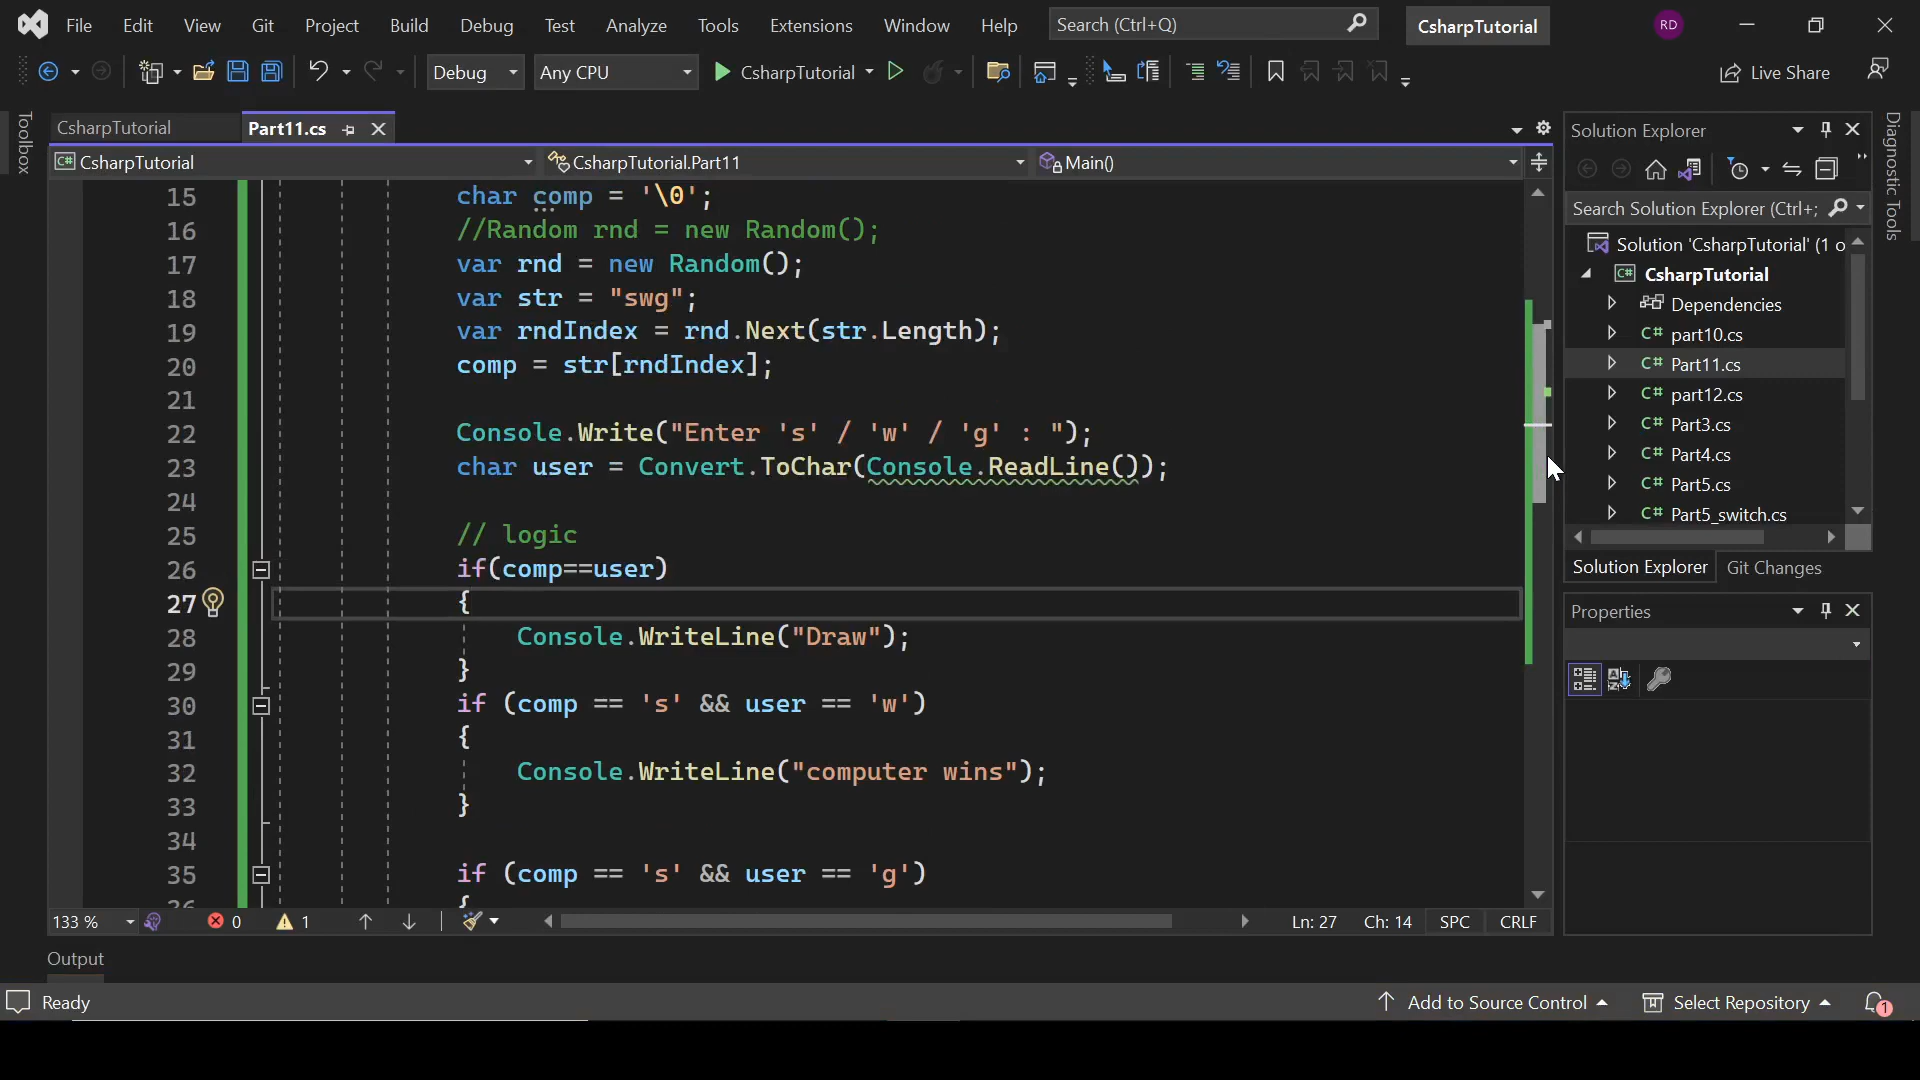 File Edit View Git Project Build Debug Test Analyze Tools Extensions Window Help Search (Ctrl+Q) CsharpTutorial RD
Debug Any CPU CsharpTutorial Live Share
Toolbox
CsharpTutorial Part11.cs
CsharpTutorial CsharpTutorial.Part11 Main()
15 char comp = '\0';
16 //Random rnd = new Random();
17 var rnd = new Random();
18 var str = "swg";
19 var rndIndex = rnd.Next(str.Length);
20 comp = str[rndIndex];
21
22 Console.Write("Enter 's' / 'w' / 'g' : ");
23 char user = Convert.ToChar(Console.ReadLine());
24
25 // logic
26 if(comp==user)
27 {
28 Console.WriteLine("Draw");
29 }
30 if (comp == 's' && user == 'w')
31 {
32 Console.WriteLine("computer wins");
33 }
34
35 if (comp == 's' && user == 'g')
36 {
133 % 0 1 Ln: 27 Ch: 14 SPC CRLF
Solution Explorer
Search Solution Explorer (Ctrl+;
Solution 'CsharpTutorial' (1 o
C# CsharpTutorial
Dependencies
C# part10.cs
C# Part11.cs
C# part12.cs
C# Part3.cs
C# Part4.cs
C# Part5.cs
C# Part5_switch.cs
Solution Explorer Git Changes
Properties
Diagnostic Tools
Output
Ready Add to Source Control Select Repository 1